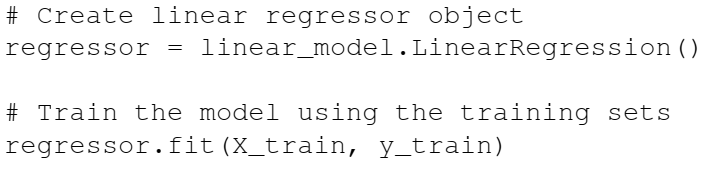 # Create linear regressor object
regressor = linear_model.LinearRegression()
# Train the model using the training sets
regressor.fit(X_train, y_train)